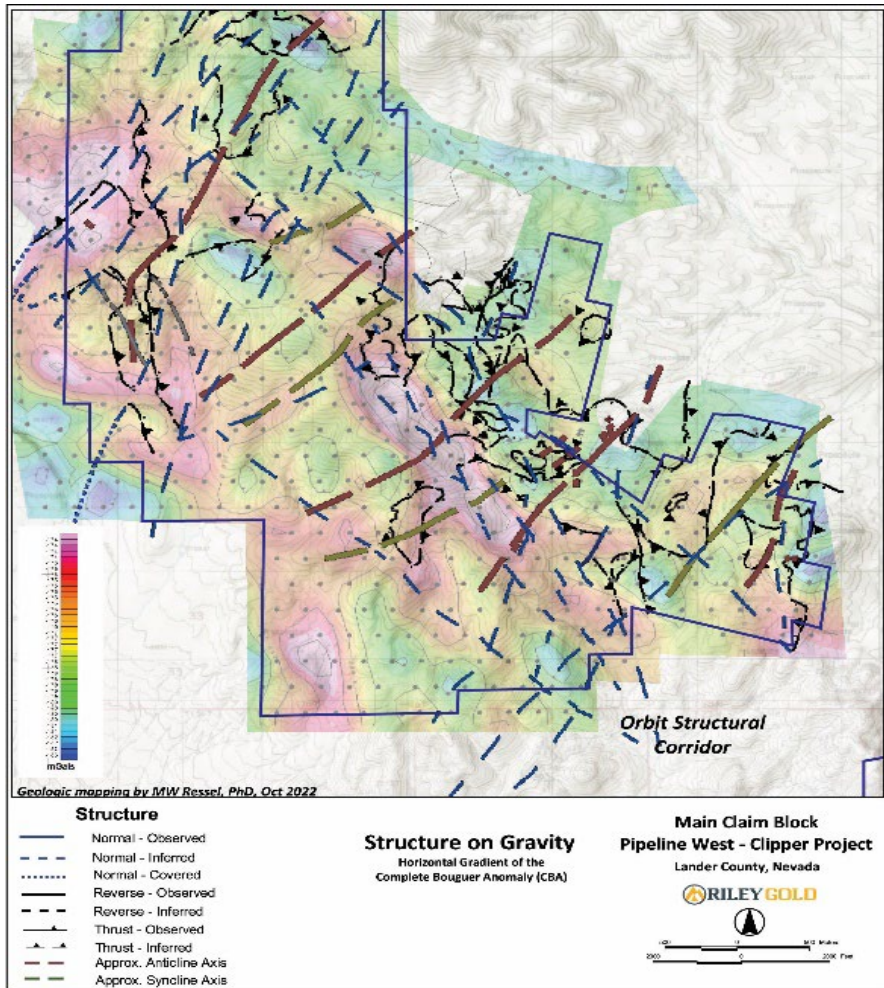 mGals
Orbit Structural
Corridor
Geologic mapping by MW Ressel, PhD, Oct 2022
Structure
Normal - Observed
Normal - Inferred
Normal - Covered
Reverse - Observed
Reverse - Inferred
Thrust - Observed
Thrust - Inferred
Approx. Anticline Axis
Approx. Syncline Axis
Structure on Gravity
Horizontal Gradient of the
Complete Bouguer Anomaly (CBA)
Main Claim Block
Pipeline West - Clipper Project
Lander County, Nevada
RILEYGOLD